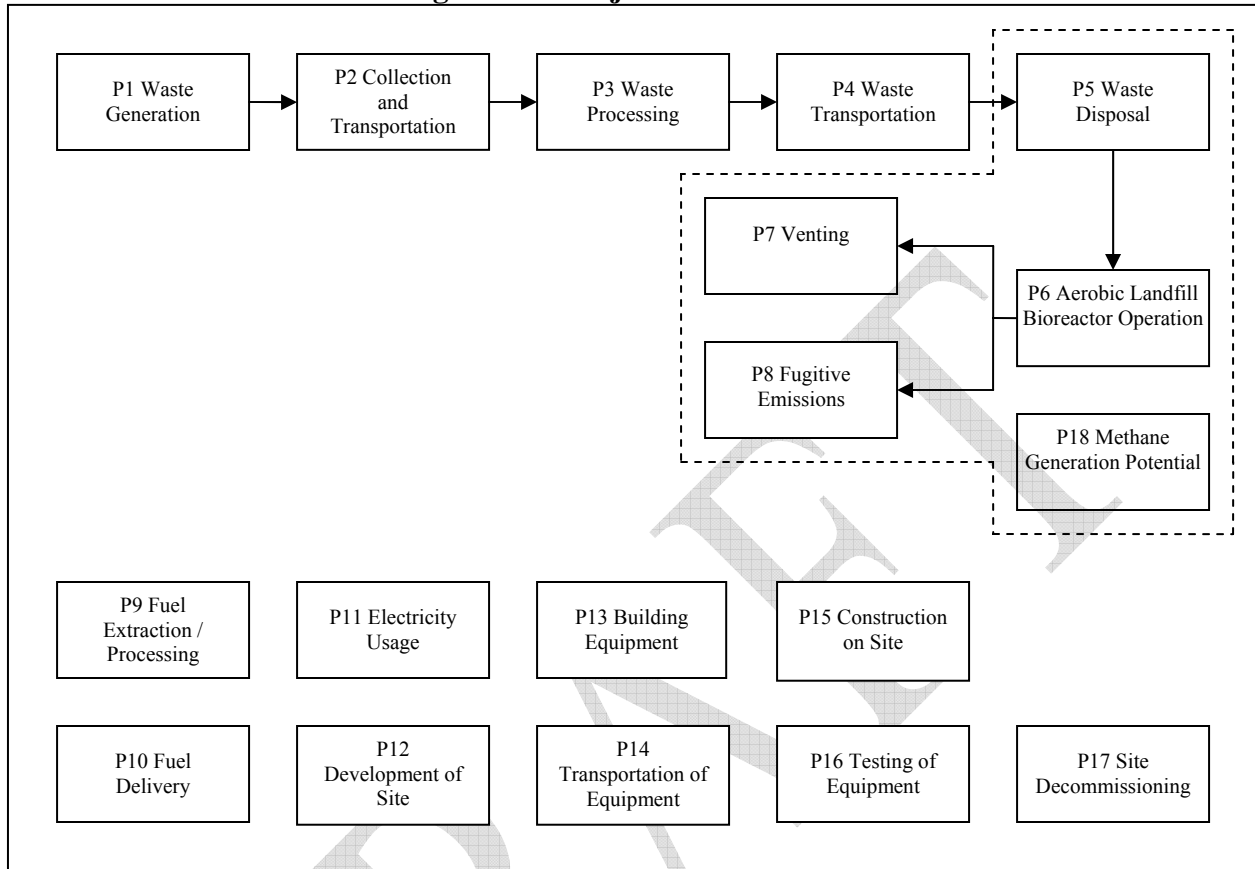 P1 Waste
Generation
P2 Collection
and
Transportation
P3 Waste
Processing
P4 Waste
Transportation
P5 Waste
Disposal
P7 Venting
P6 Aerobic Landfill
Bioreactor Operation
P8 Fugitive
Emissions
P18 Methane
Generation Potential
P9 Fuel
Extraction /
Processing
P11 Electricity
Usage
P13 Building
Equipment
P15 Construction
on Site
P10 Fuel
Delivery
P12
Development of
Site
P14
Transportation of
Equipment
P16 Testing of
Equipment
P17 Site
Decommissioning